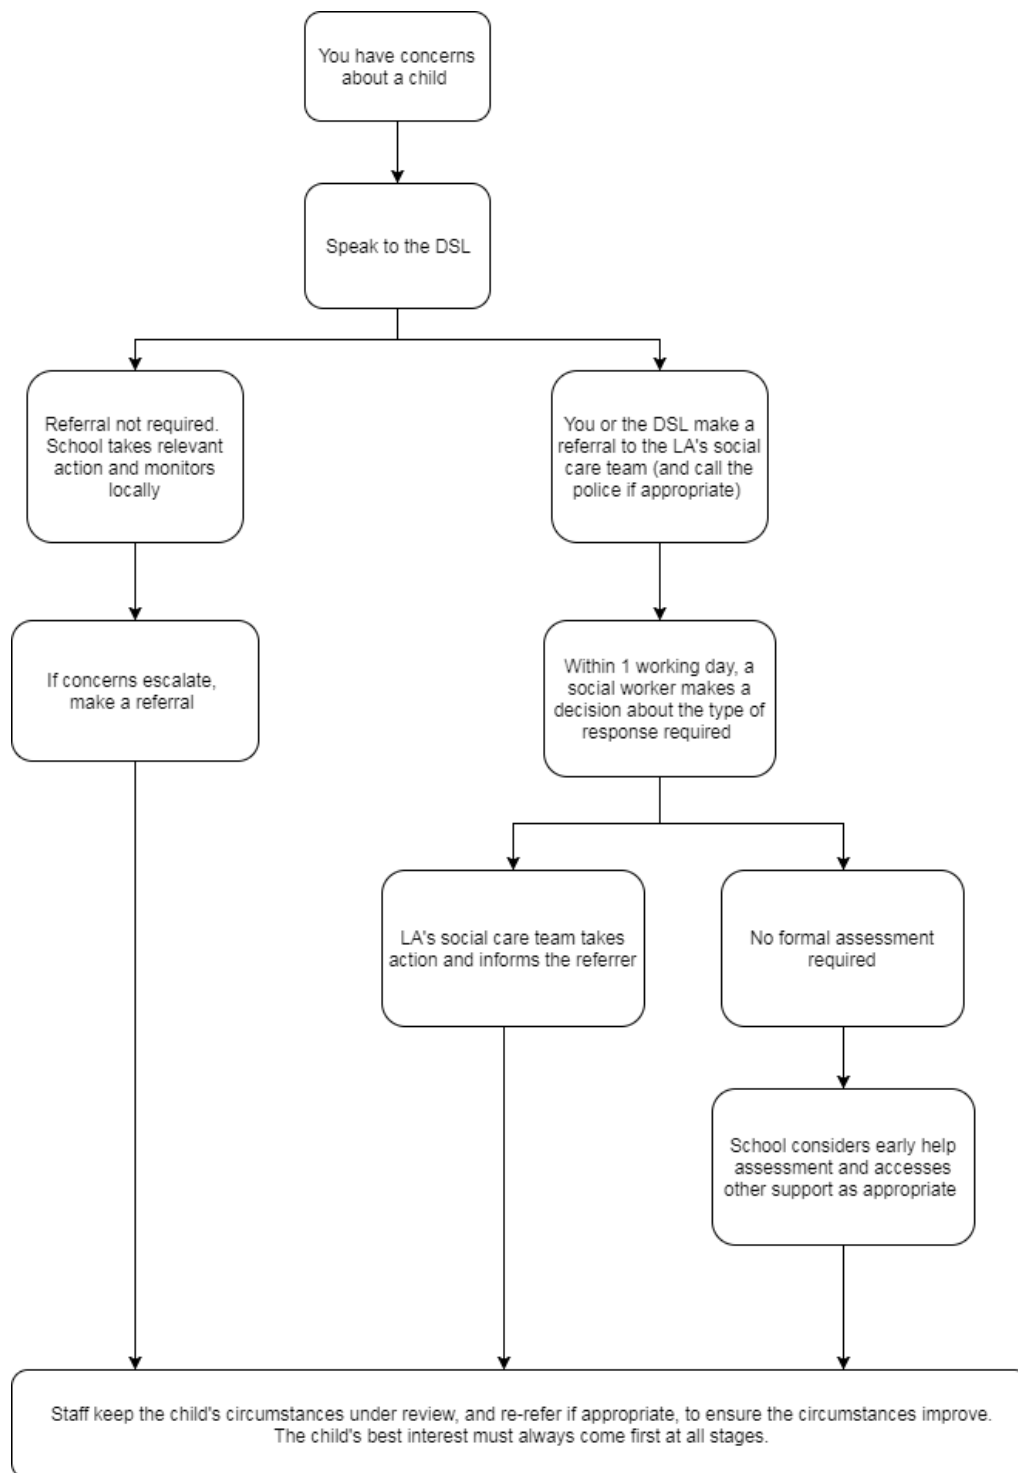 You have concerns
about a child
Speak to the DSL
Referral not required.
School takes relevant
action and monitors
locally
You or the DSL make a
referral to the LA's social
care team (and call the
police if appropriate)
If concerns escalate,
make a referral
Within 1 working day, a
social worker makes a
decision about the type of
response required
LA's social care team takes
action and informs the referrer
No formal assessment
required
School considers early help
assessment and accesses
other support as appropriate
Staff keep the child's circumstances under review, and re-refer if appropriate, to ensure the circumstances improve.
The child's best interest must always come first at all stages.